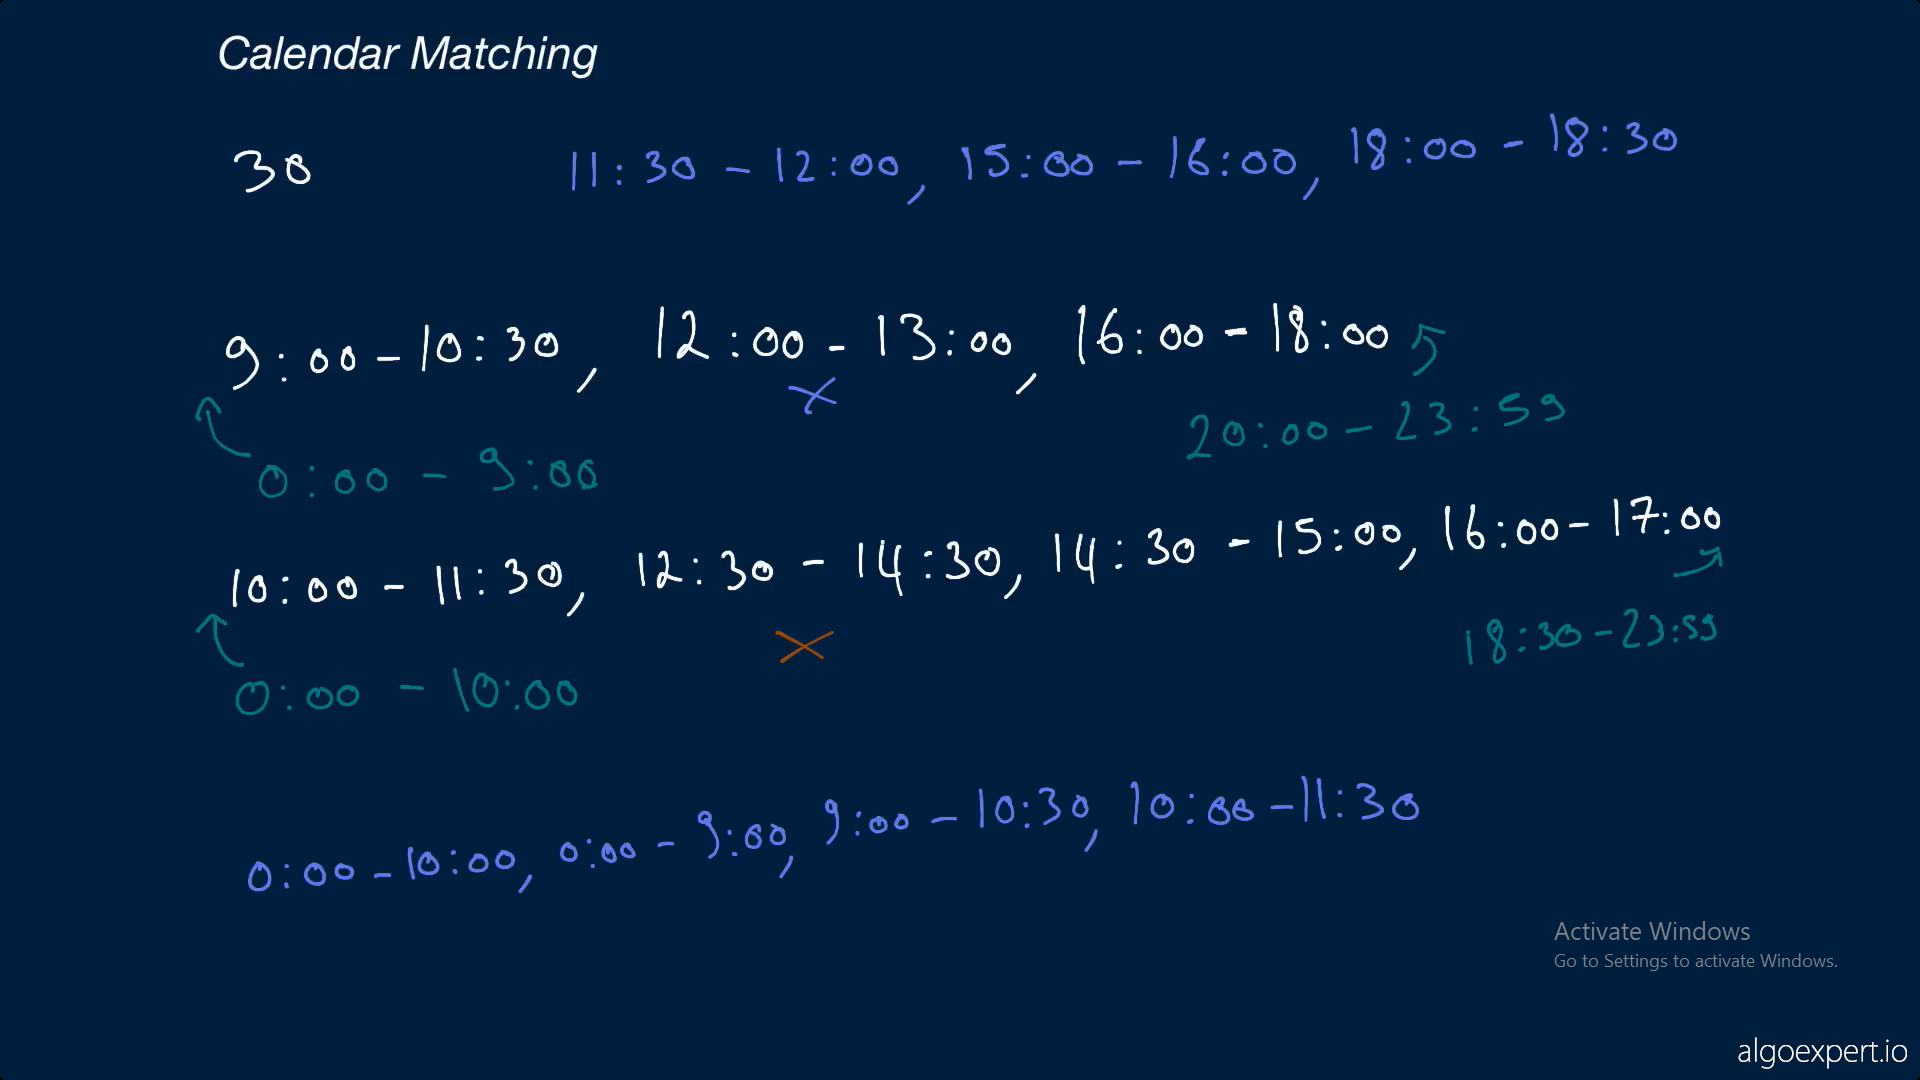 Calendar Matching
30 11:30 - 12:00, 15:00 - 16:00, 18:00 - 18:30
9:00 - 10:30, 12:00 - 13:00, 16:00 - 18:00
20:00 - 23:59
0:00 - 9:00
10:00 - 11:30, 12:30 - 14:30, 14:30 - 15:00, 16:00 - 17:00
18:30 - 23:59
0:00 - 10:00
0:00 - 10:00, 0:00 - 9:00, 9:00 - 10:30, 10:00 - 11:30
Activate Windows
Go to Settings to activate Windows.
algoexpert.io